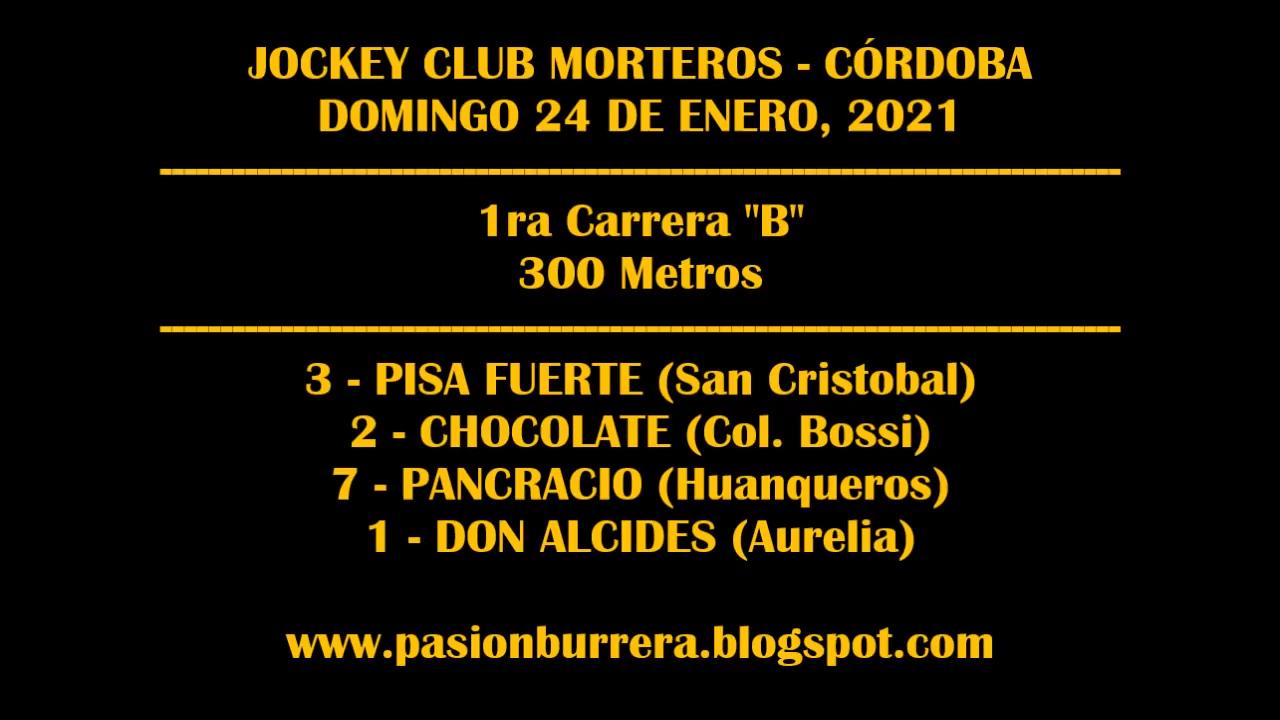 JOCKEY CLUB MORTEROS - CÓRDOBA
DOMINGO 24 DE ENERO, 2021
1ra Carrera "B"
300 Metros
3 - PISA FUERTE (San Cristobal)
2 - CHOCOLATE (Col. Bossi)
7 - PANCRACIO (Huanqueros)
1 - DON ALCIDES (Aurelia)
www.pasionburrera.blogspot.com